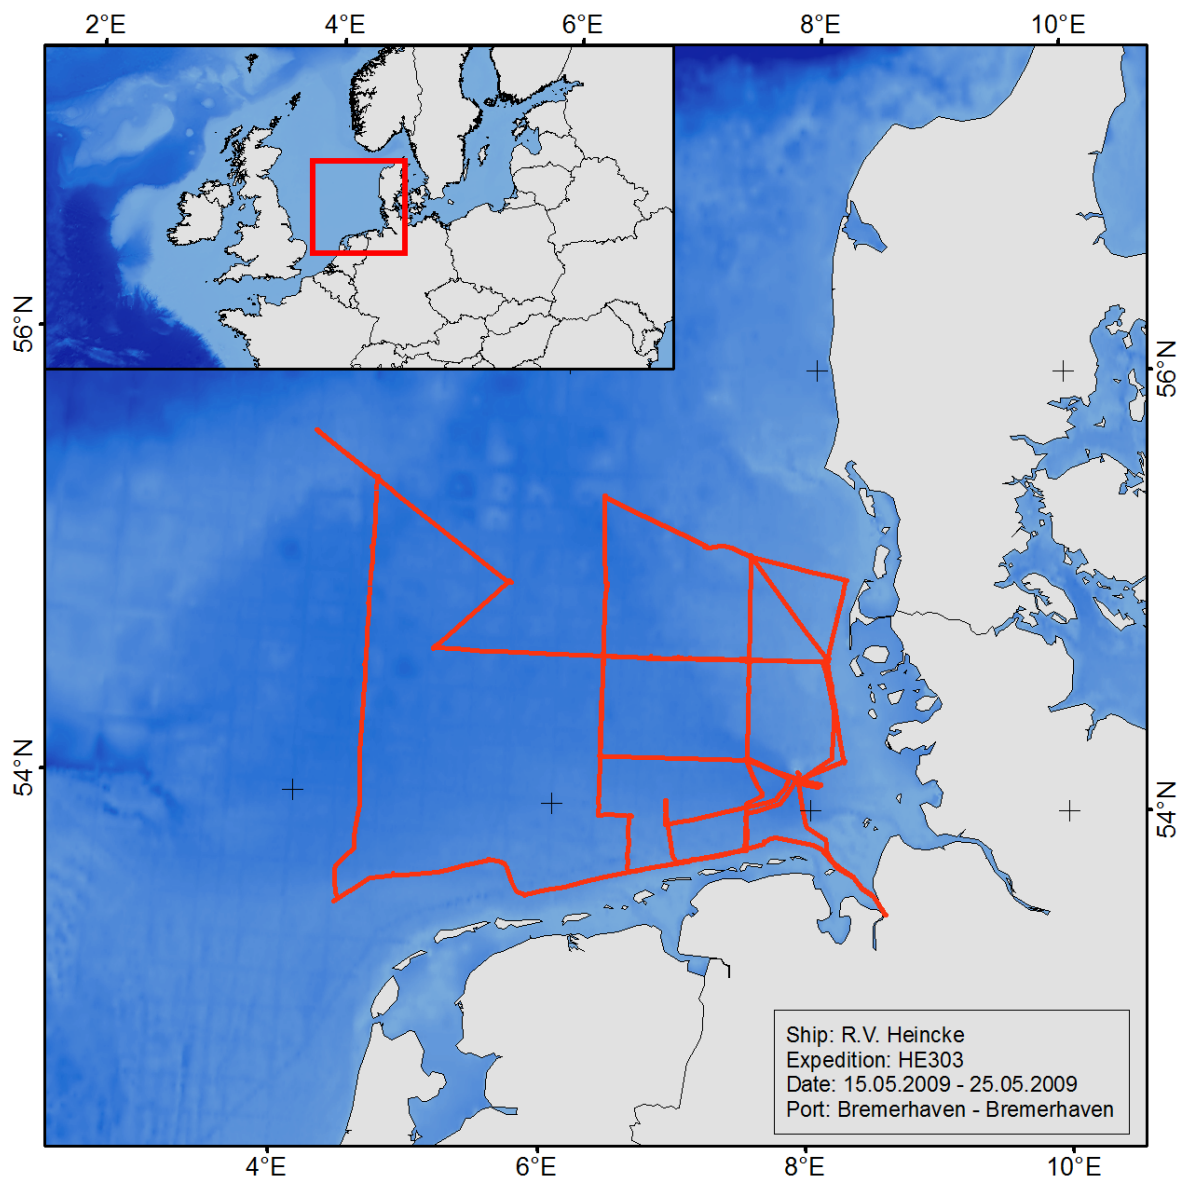 2°E
4°E
6°E
8°E
10°E
56°N
56°N
54°N
54°N
Ship: R.V. Heincke
Expedition: HE303
Date: 15.05.2009 - 25.05.2009
Port: Bremerhaven - Bremerhaven
4°E
6°E
8°E
10°E